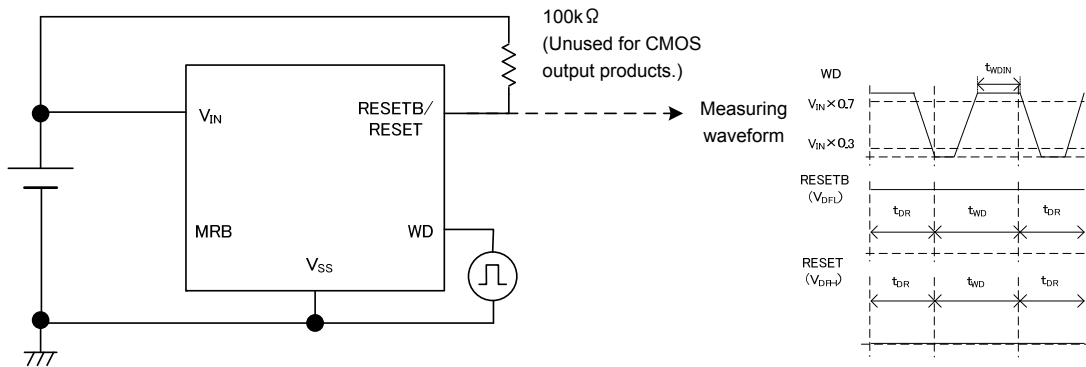 100kΩ
(Unused for CMOS
output products.)
VIN
RESETB/
RESET
Measuring
waveform
MRB
WD
VSS
tWDIN
WD
VIN×0.7
VIN×0.3
RESETB
(VDFL)
tDR tWD tDR
RESET
(VDFH)
tDR tWD tDR